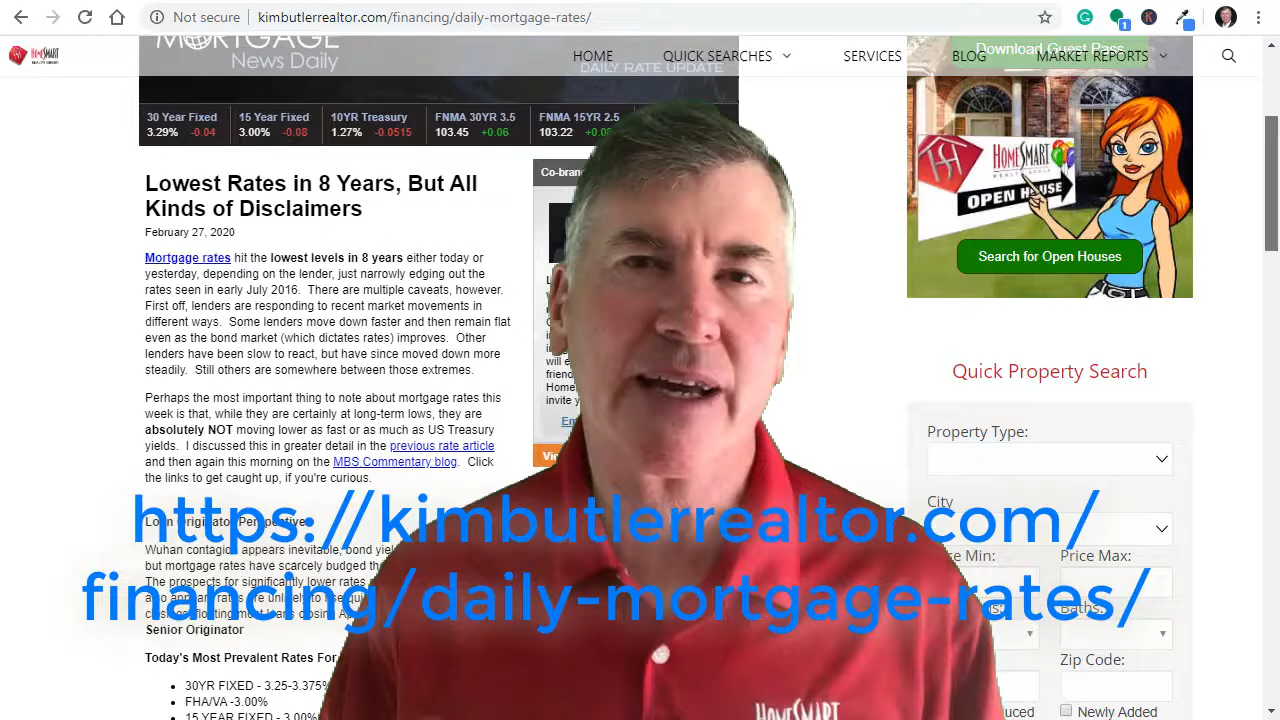 Not secure
kimbutlerrealtor.com/financing/daily-mortgage-rates/
HOMESMART
HOME
QUICK SEARCHES
SERVICES
BLOG
MARKET REPORTS
MORTGAGE
News Daily
DAILY RATE UPDATE
Download Guest Pass
30 Year Fixed
3.29% -0.04
15 Year Fixed
3.00% -0.08
10YR Treasury
1.27% -0.0515
FNMA 30YR 3.5
103.45 +0.06
FNMA 15YR 2.5
103.22
Lowest Rates in 8 Years, But All
Kinds of Disclaimers
February 27, 2020
Mortgage rates hit the lowest levels in 8 years either today or
yesterday, depending on the lender, just narrowly edging out the
rates seen in early July 2016. There are multiple caveats, however.
First off, lenders are responding to recent market movements in
different ways. Some lenders move down faster and then remain flat
even as the bond market (which dictates rates) improves. Other
lenders have been slow to react, but have since moved down more
steadily. Still others are somewhere between those extremes.
Perhaps the most important thing to note about mortgage rates this
week is that, while they are certainly at long-term lows, they are
absolutely NOT moving lower as fast or as much as US Treasury
yields. I discussed this in greater detail in the previous rate article
and then again this morning on the MBS Commentary blog. Click
the links to get caught up, if you're curious.
Loan Originator Perspective
Wuhan contagion appears inevitable, bond
but mortgage rates have scarcely budged
The prospects for significantly lower rates
Senior Originator
Today's Most Prevalent Rates For
30YR FIXED - 3.25-3.375%
FHA/VA -3.00%
15 YEAR FIXED - 3.00%
HOMESMART
OPEN HOUSE
Search for Open Houses
Quick Property Search
Property Type:
City
Price Max:
Baths:
Zip Code:
Newly Added
https://kimbutlerrealtor.com/
financing/daily-mortgage-rates/
HOMESMART